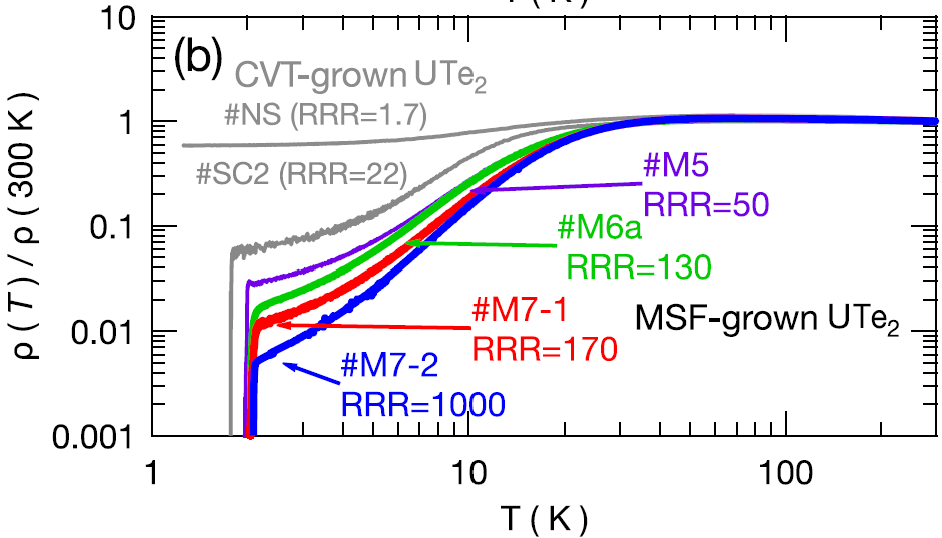 T ( K )
10
(b)
CVT-grown UTe₂
#NS (RRR=1.7)
1
#SC2 (RRR=22)
#M5
RRR=50
0.1
#M6a
RRR=130
#M7-1
RRR=170
MSF-grown UTe₂
0.01
#M7-2
RRR=1000
0.001
1
10
100
T ( K )
ρ ( T ) / ρ ( 300 K )